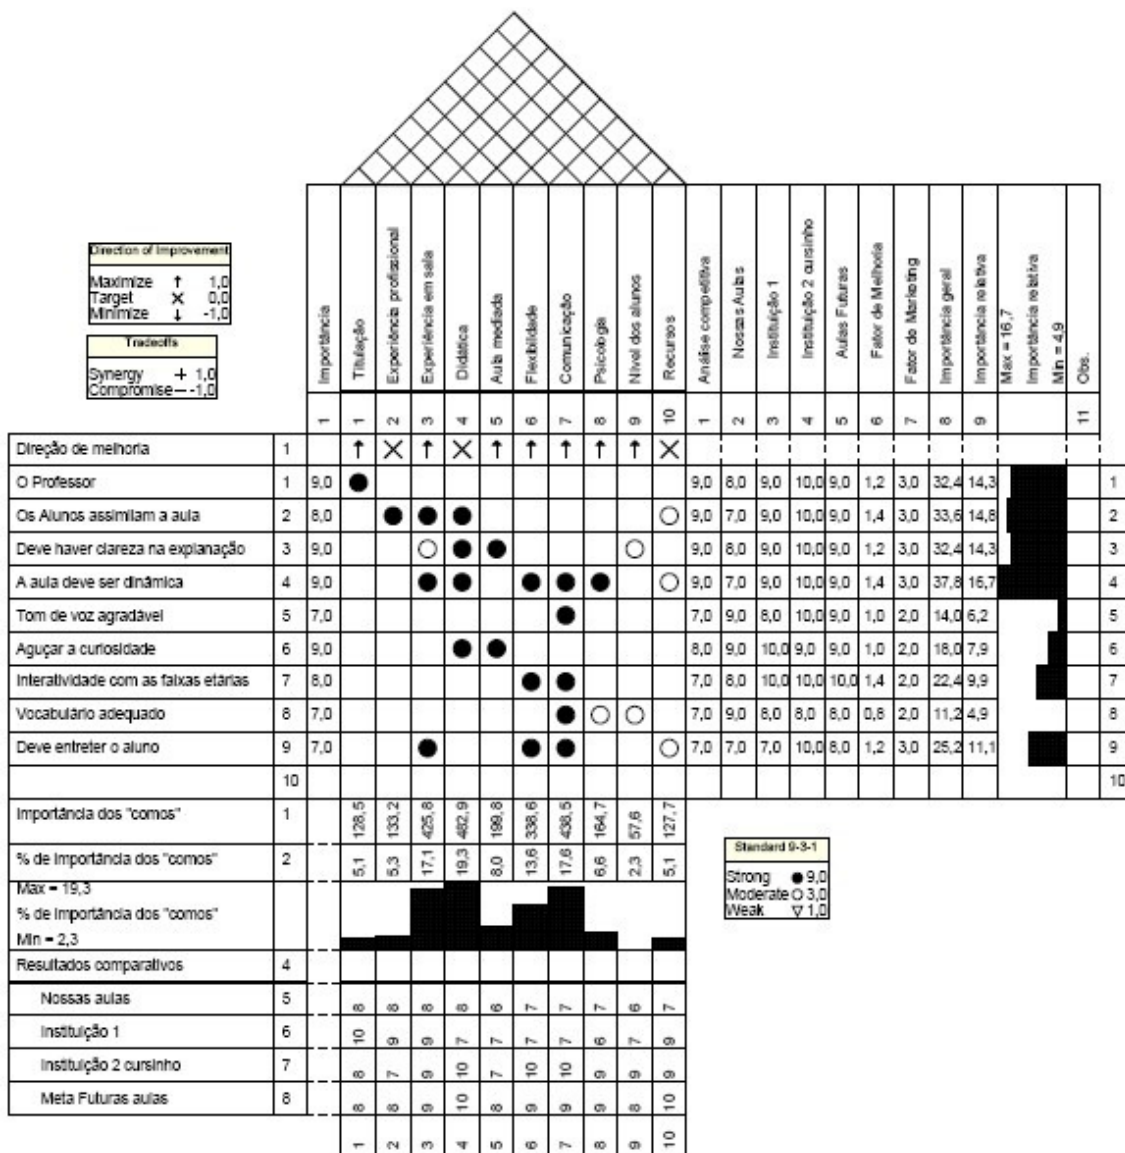 Direction of Improvement
Maximize ↑ 1,0
Target X 0,0
Minimize ↓ -1,0
Tradeoffs
Synergy + 1,0
Compromise — -1,0
Importância
Titulação
Experiência profissional
Experiência em sala
Didática
Aula mediada
Flexibilidade
Comunicação
Psicologia
Nível dos alunos
Recursos
Análise competitiva
Nossas Aulas
Instituição 1
Instituição 2 cursinho
Aulas Futuras
Fator de Melhoria
Fator de Marketing
Importância geral
Importância relativa
Max = 16,7
Importância relativa
Min = 4,9
Obs.
1 1 2 3 4 5 6 7 8 9 10 1 2 3 4 5 6 7 8 9 11
Direção de melhoria 1 ↑ X ↑ X ↑ ↑ ↑ ↑ ↑ X
O Professor 1 9,0 ● 9,0 8,0 9,0 10,0 9,0 1,2 3,0 32,4 14,3 1
Os Alunos assimilam a aula 2 8,0 ● ● ● ○ 9,0 7,0 9,0 10,0 9,0 1,4 3,0 33,6 14,8 2
Deve haver clareza na explanação 3 9,0 ○ ● ● ○ 9,0 8,0 9,0 10,0 9,0 1,2 3,0 32,4 14,3 3
A aula deve ser dinâmica 4 9,0 ● ● ● ● ● ○ 9,0 7,0 9,0 10,0 9,0 1,4 3,0 37,8 16,7 4
Tom de voz agradável 5 7,0 ● 7,0 9,0 8,0 10,0 9,0 1,0 2,0 14,0 6,2 5
Aguçar a curiosidade 6 9,0 ● ● 8,0 9,0 10,0 9,0 9,0 1,0 2,0 18,0 7,9 6
Interatividade com as faixas etárias 7 8,0 ● ● 7,0 8,0 10,0 10,0 10,0 1,4 2,0 22,4 9,9 7
Vocabulário adequado 8 7,0 ● ○ ○ 7,0 9,0 8,0 8,0 8,0 0,8 2,0 11,2 4,9 8
Deve entreter o aluno 9 7,0 ● ● ● ○ 7,0 7,0 7,0 10,0 8,0 1,2 3,0 25,2 11,1 9
10 10
Importância dos "comos" 1 128,5 133,2 425,8 482,9 199,8 338,6 438,5 164,7 57,6 127,7
% de importância dos "comos" 2 5,1 5,3 17,1 19,3 8,0 13,6 17,6 6,6 2,3 5,1
Max = 19,3
% de importância dos "comos"
Min = 2,3
Standard 9-3-1
Strong ● 9,0
Moderate ○ 3,0
Weak ▽ 1,0
Resultados comparativos 4
Nossas aulas 5 8 8 8 8 6 7 7 7 6 7
Instituição 1 6 10 9 9 7 7 7 7 6 7 9
Instituição 2 cursinho 7 8 7 9 10 7 10 10 9 9 9
Meta Futuras aulas 8 8 8 9 10 8 9 9 9 8 10
1 2 3 4 5 6 7 8 9 10